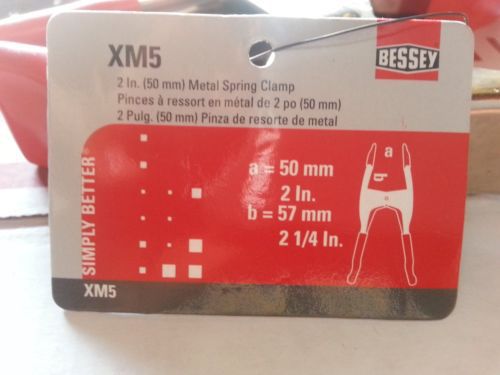 XM5
BESSEY
2 In. (50 mm) Metal Spring Clamp
Pinces à ressort en métal de 2 po (50 mm)
2 Pulg. (50 mm) Pinza de resorte de metal
SIMPLY BETTER®
a = 50 mm
2 In.
b = 57 mm
2 1/4 In.
a
b
XM5